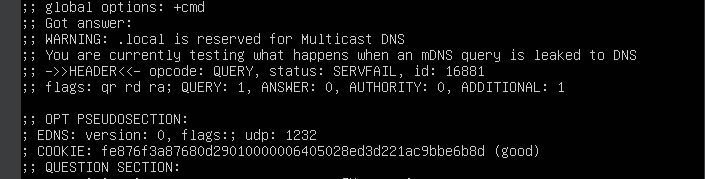 ;; global options: +cmd
;; Got answer:
;; WARNING: .local is reserved for Multicast DNS
;; You are currently testing what happens when an mDNS query is leaked to DNS
;; ->>HEADER<<- opcode: QUERY, status: SERVFAIL, id: 16881
;; flags: qr rd ra; QUERY: 1, ANSWER: 0, AUTHORITY: 0, ADDITIONAL: 1

;; OPT PSEUDOSECTION:
; EDNS: version: 0, flags:; udp: 1232
; COOKIE: fe876f3a87680d29010000006405028ed3d221ac9bbe6b8d (good)
;; QUESTION SECTION: